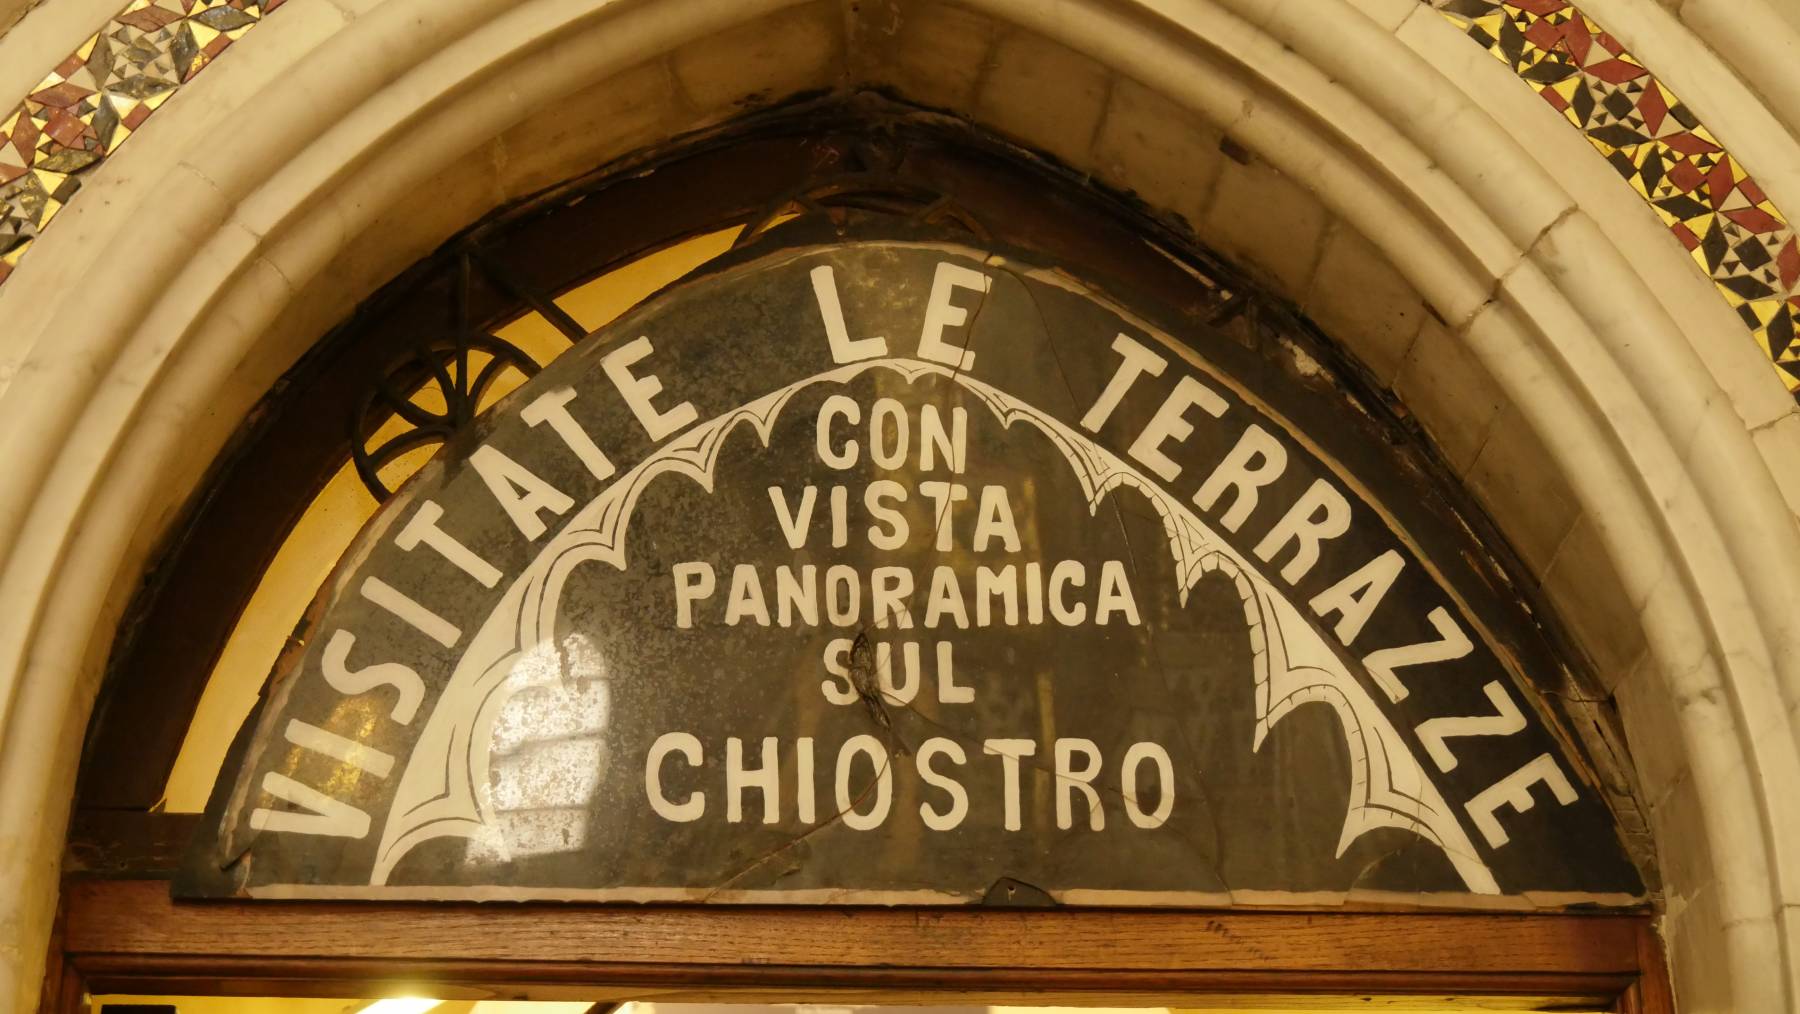 VISITATE LE TERRAZZE
CON
VISTA
PANORAMICA
SUL
CHIOSTRO